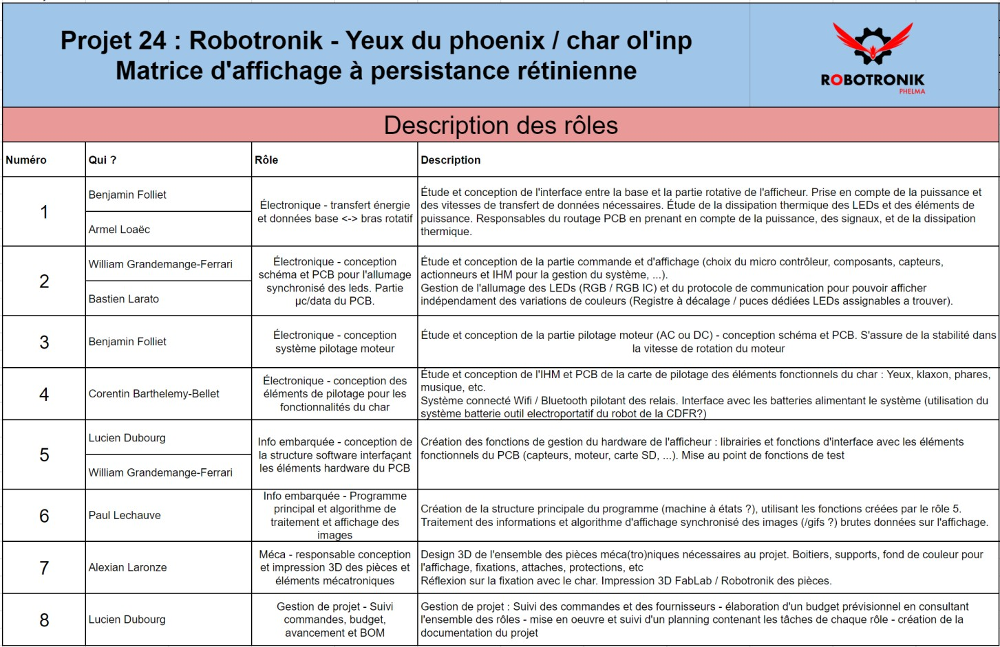 Projet 24 : Robotronik - Yeux du phoenix / char ol'inp
Matrice d'affichage à persistance rétinienne
ROBOTRONIK
PHELMA
Description des rôles
Numéro
Qui ?
Rôle
Description
1
Benjamin Folliet
Armel Loaëc
Électronique - transfert énergie
et données base <-> bras rotatif
Étude et conception de l'interface entre la base et la partie rotative de l'afficheur. Prise en compte de la puissance et
des vitesses de transfert de données nécessaires. Étude de la dissipation thermique des LEDs et des éléments de
puissance. Responsables du routage PCB en prenant en compte de la puissance, des signaux, et de la dissipation
thermique.
2
William Grandemange-Ferrari
Bastien Larato
Électronique - conception
schéma et PCB pour l'allumage
synchronisé des leds. Partie
µc/data du PCB.
Étude et conception de la partie commande et d'affichage (choix du micro contrôleur, composants, capteurs,
actionneurs et IHM pour la gestion du système, ...).
Gestion de l'allumage des LEDs (RGB / RGB IC) et du protocole de communication pour pouvoir afficher
indépendament des variations de couleurs (Registre à décalage / puces dédiées LEDs assignables a trouver).
3
Benjamin Folliet
Électronique - conception
système pilotage moteur
Étude et conception de la partie pilotage moteur (AC ou DC) - conception schéma et PCB. S'assure de la stabilité dans
la vitesse de rotation du moteur
4
Corentin Barthelemy-Bellet
Électronique - conception des
éléments de pilotage pour les
fonctionnalités du char
Étude et conception de l'IHM et PCB de la carte de pilotage des éléments fonctionnels du char : Yeux, klaxon, phares,
musique, etc.
Système connecté Wifi / Bluetooth pilotant des relais. Interface avec les batteries alimentant le système (utilisation du
système batterie outil electroportatif du robot de la CDFR?)
5
Lucien Dubourg
William Grandemange-Ferrari
Info embarquée - conception de
la structure software interfaçant
les éléments hardware du PCB
Création des fonctions de gestion du hardware de l'afficheur : librairies et fonctions d'interface avec les éléments
fonctionnels du PCB (capteurs, moteur, carte SD, ...). Mise au point de fonctions de test
6
Paul Lechauve
Info embarquée - Programme
principal et algorithme de
traitement et affichage des
images
Création de la structure principale du programme (machine à états ?), utilisant les fonctions créées par le rôle 5.
Traitement des informations et algorithme d'affichage synchronisé des images (/gifs ?) brutes données sur l'affichage.
7
Alexian Laronze
Méca - responsable conception
et impression 3D des pièces et
éléments mécatroniques
Design 3D de l'ensemble des pièces méca(tro)niques nécessaires au projet. Boitiers, supports, fond de couleur pour
l'affichage, fixations, attaches, protections, etc
Réflexion sur la fixation avec le char. Impression 3D FabLab / Robotronik des pièces.
8
Lucien Dubourg
Gestion de projet - Suivi
commandes, budget,
avancement et BOM
Gestion de projet : Suivi des commandes et des fournisseurs - élaboration d'un budget prévisionnel en consultant
l'ensemble des rôles - mise en oeuvre et suivi d'un planning contenant les tâches de chaque rôle - création de la
documentation du projet